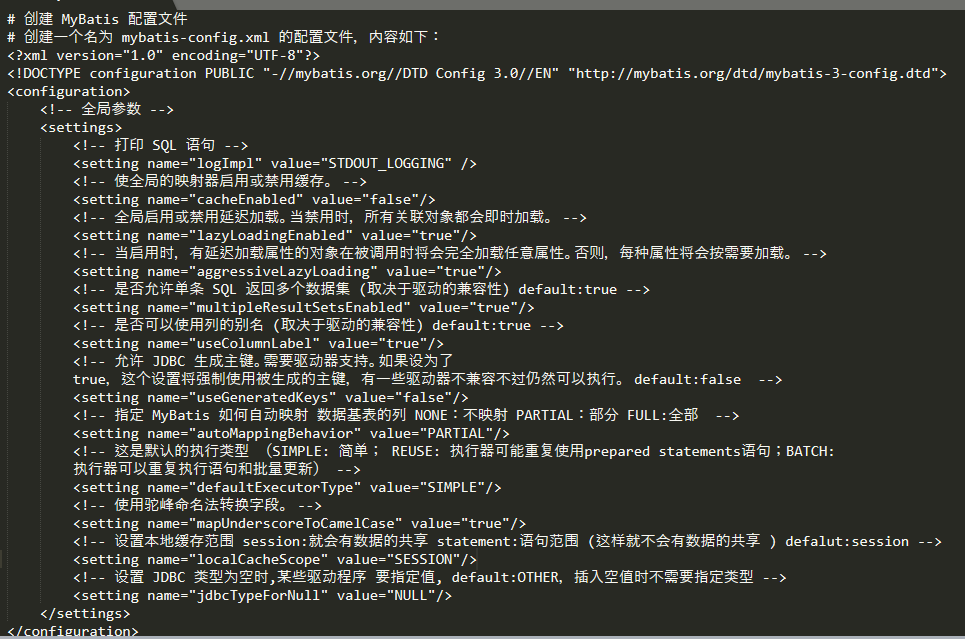 # 创建 MyBatis 配置文件
# 创建一个名为 mybatis-config.xml 的配置文件，内容如下：
<?xml version="1.0" encoding="UTF-8"?>
<!DOCTYPE configuration PUBLIC "-//mybatis.org//DTD Config 3.0//EN" "http://mybatis.org/dtd/mybatis-3-config.dtd">
<configuration>
    <!-- 全局参数 -->
    <settings>
        <!-- 打印 SQL 语句 -->
        <setting name="logImpl" value="STDOUT_LOGGING" />
        <!-- 使全局的映射器启用或禁用缓存。 -->
        <setting name="cacheEnabled" value="false"/>
        <!-- 全局启用或禁用延迟加载。当禁用时，所有关联对象都会即时加载。 -->
        <setting name="lazyLoadingEnabled" value="true"/>
        <!-- 当启用时，有延迟加载属性的对象在被调用时将会完全加载任意属性。否则，每种属性将会按需要加载。 -->
        <setting name="aggressiveLazyLoading" value="true"/>
        <!-- 是否允许单条 SQL 返回多个数据集 (取决于驱动的兼容性) default:true -->
        <setting name="multipleResultSetsEnabled" value="true"/>
        <!-- 是否可以使用列的别名 (取决于驱动的兼容性) default:true -->
        <setting name="useColumnLabel" value="true"/>
        <!-- 允许 JDBC 生成主键。需要驱动器支持。如果设为了
        true，这个设置将强制使用被生成的主键，有一些驱动器不兼容不过仍然可以执行。 default:false  -->
        <setting name="useGeneratedKeys" value="false"/>
        <!-- 指定 MyBatis 如何自动映射 数据基表的列 NONE：不映射 PARTIAL：部分 FULL:全部  -->
        <setting name="autoMappingBehavior" value="PARTIAL"/>
        <!-- 这是默认的执行类型 （SIMPLE: 简单； REUSE: 执行器可能重复使用prepared statements语句；BATCH:
        执行器可以重复执行语句和批量更新） -->
        <setting name="defaultExecutorType" value="SIMPLE"/>
        <!-- 使用驼峰命名法转换字段。 -->
        <setting name="mapUnderscoreToCamelCase" value="true"/>
        <!-- 设置本地缓存范围 session:就会有数据的共享 statement:语句范围 (这样就不会有数据的共享 ) defalut:session -->
        <setting name="localCacheScope" value="SESSION"/>
        <!-- 设置 JDBC 类型为空时,某些驱动程序 要指定值, default:OTHER，插入空值时不需要指定类型 -->
        <setting name="jdbcTypeForNull" value="NULL"/>
    </settings>
</configuration>